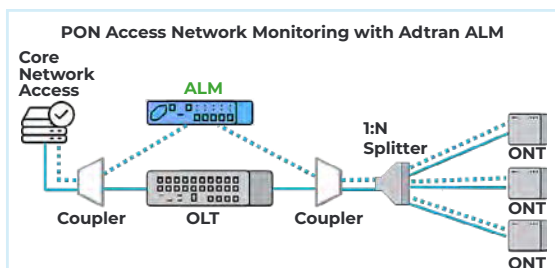 PON Access Network Monitoring with Adtran ALM
Core
Network
Access
ALM
1:N
Splitter
ONT
Coupler
OLT
Coupler
ONT
ONT